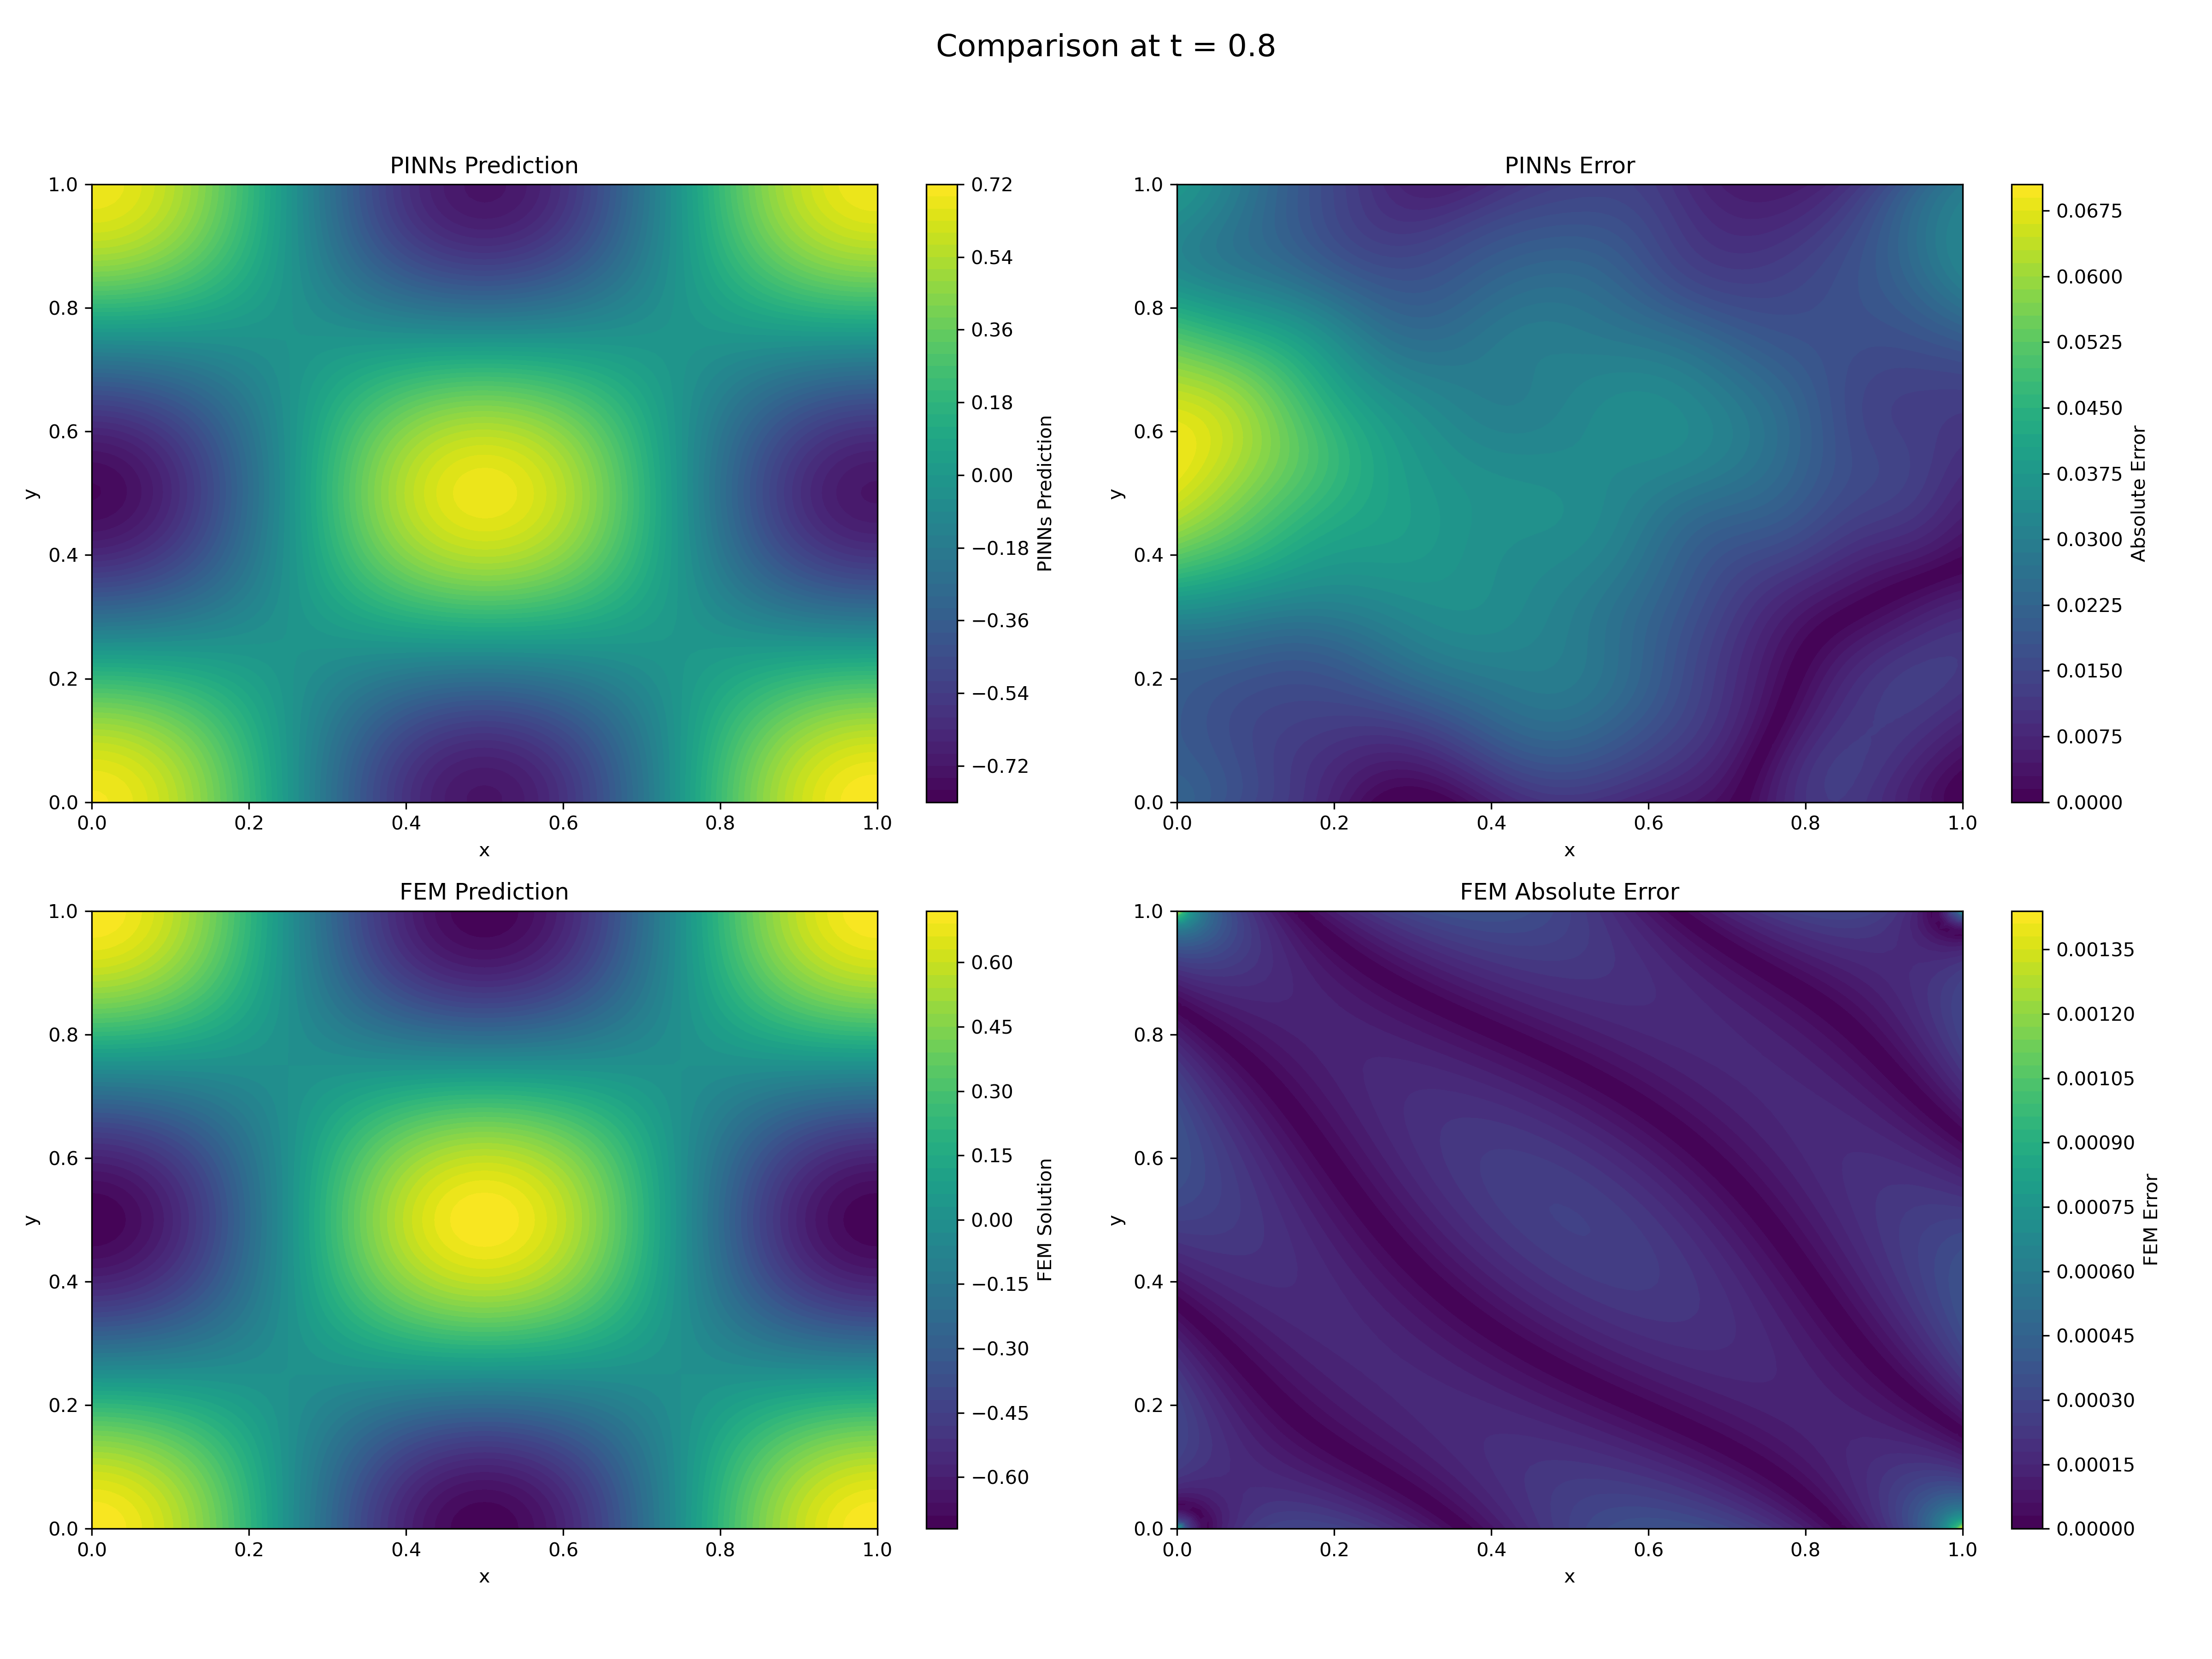 Comparison at t = 0.8
PINNs Prediction
1.0
0.8
0.6
0.4
0.2
0.0
y
0.0 0.2 0.4 0.6 0.8 1.0
x
0.72
0.54
0.36
0.18
0.00
−0.18
−0.36
−0.54
−0.72
PINNs Prediction
PINNs Error
1.0
0.8
0.6
0.4
0.2
0.0
y
0.0 0.2 0.4 0.6 0.8 1.0
x
0.0675
0.0600
0.0525
0.0450
0.0375
0.0300
0.0225
0.0150
0.0075
0.0000
Absolute Error
FEM Prediction
1.0
0.8
0.6
0.4
0.2
0.0
y
0.0 0.2 0.4 0.6 0.8 1.0
x
0.60
0.45
0.30
0.15
0.00
−0.15
−0.30
−0.45
−0.60
FEM Solution
FEM Absolute Error
1.0
0.8
0.6
0.4
0.2
0.0
y
0.0 0.2 0.4 0.6 0.8 1.0
x
0.00135
0.00120
0.00105
0.00090
0.00075
0.00060
0.00045
0.00030
0.00015
0.00000
FEM Error